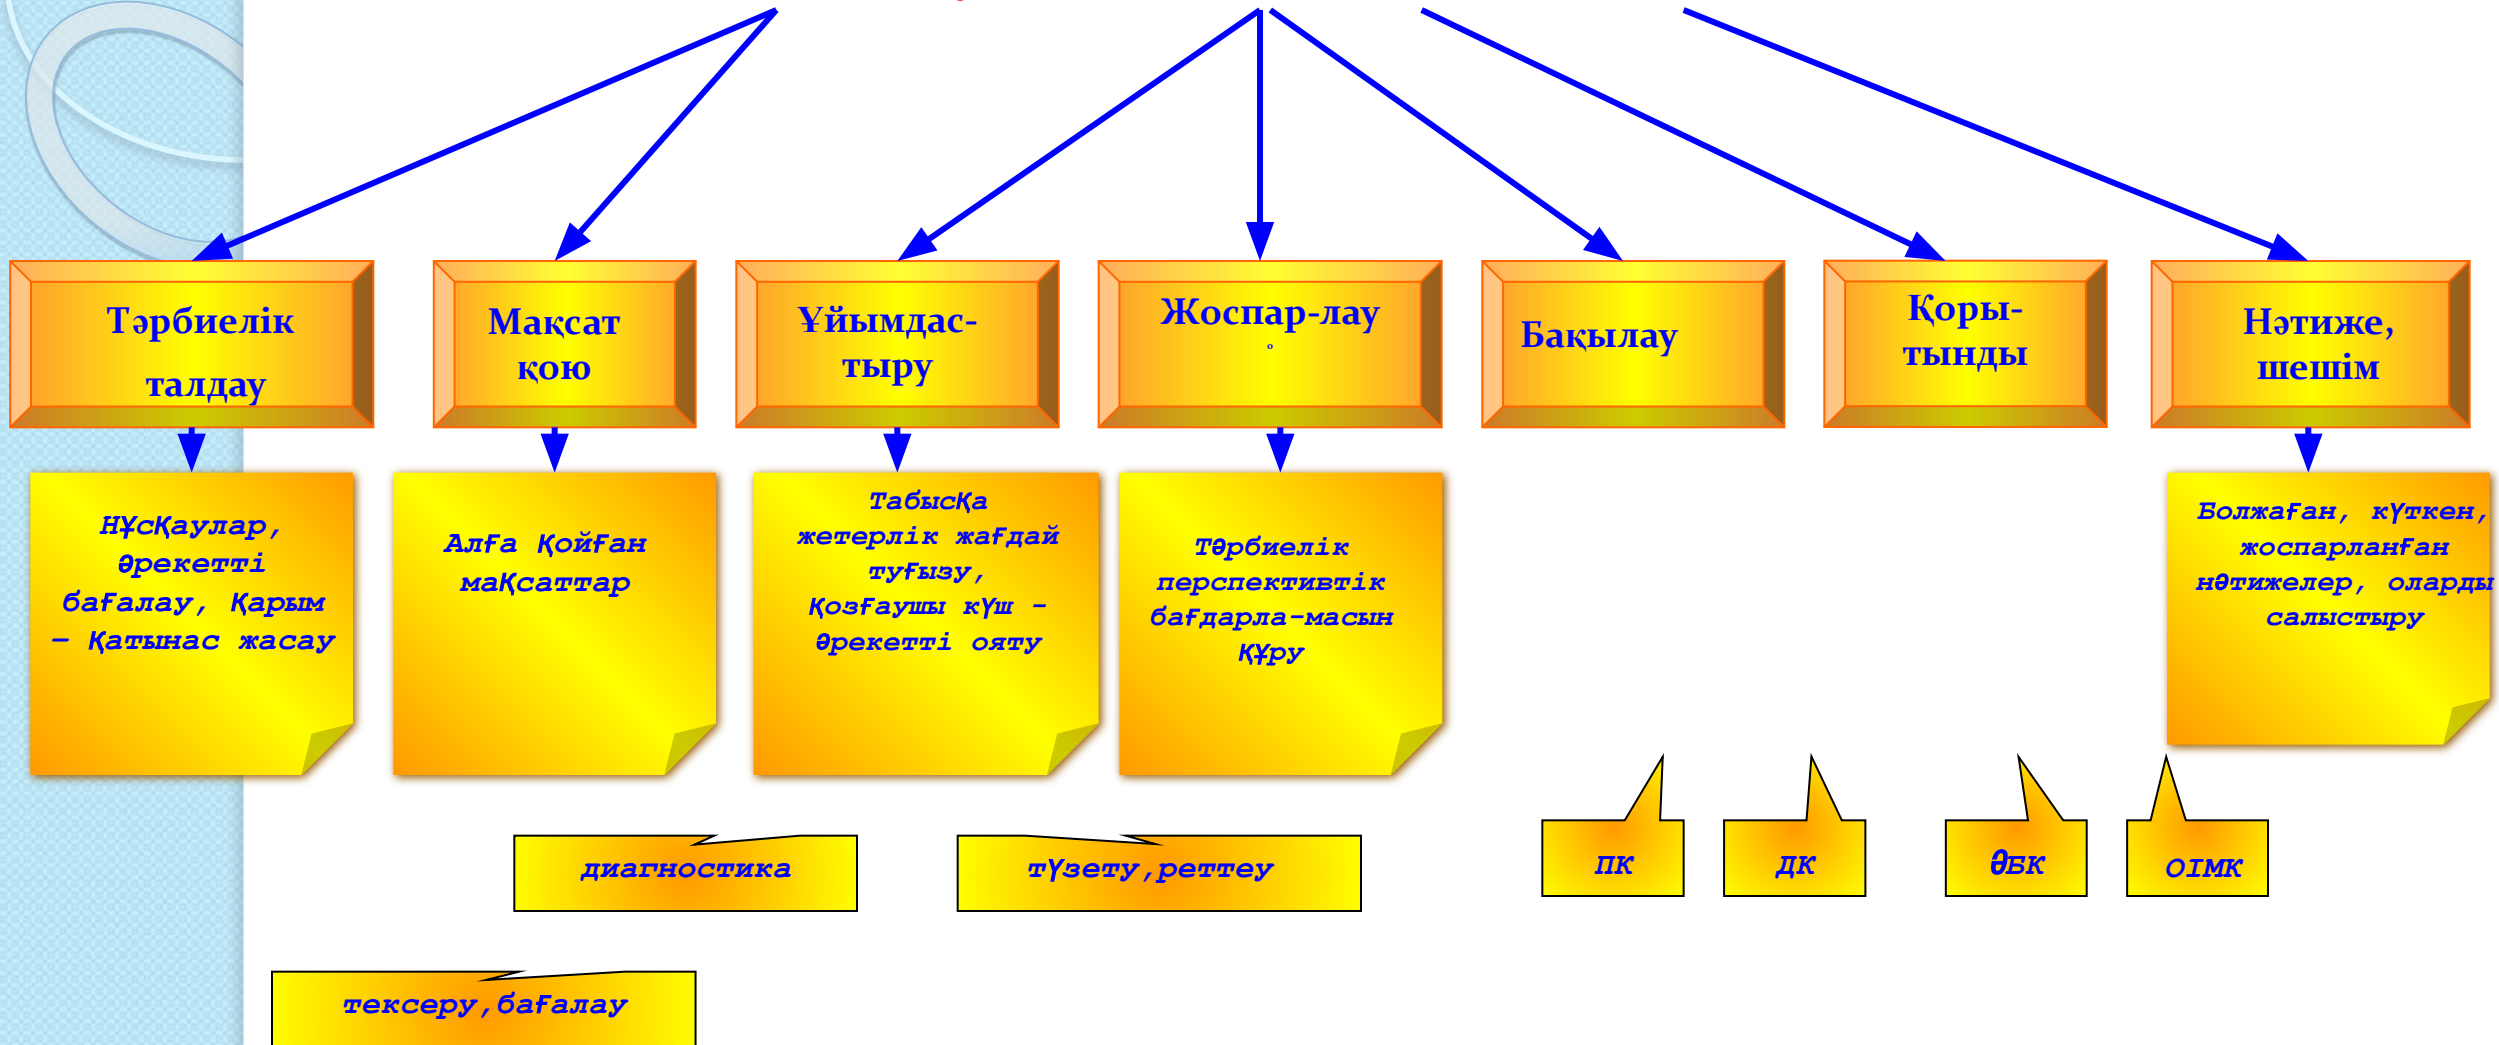 Тәрбиелік
талдау
Мақсат
қою
Ұйымдас-
тыру
Жоспар-лау
Бақылау
Қоры-
тынды
Нәтиже,
шешім
Нұсқаулар,
әрекетті
бағалау, қарым
– қатынас жасау
Алға қойған
мақсаттар
Табысқа
жетерлік жағдай
туғызу,
қозғаушы күш -
әрекетті ояту
Тәрбиелік
перспективтік
бағдарла-масын
құру
Болжаған, күткен,
жоспарланған
нәтижелер, оларды
салыстыру
диагностика
түзету,реттеу
ПК
ДК
ӘБК
ОІМК
тексеру,бағалау